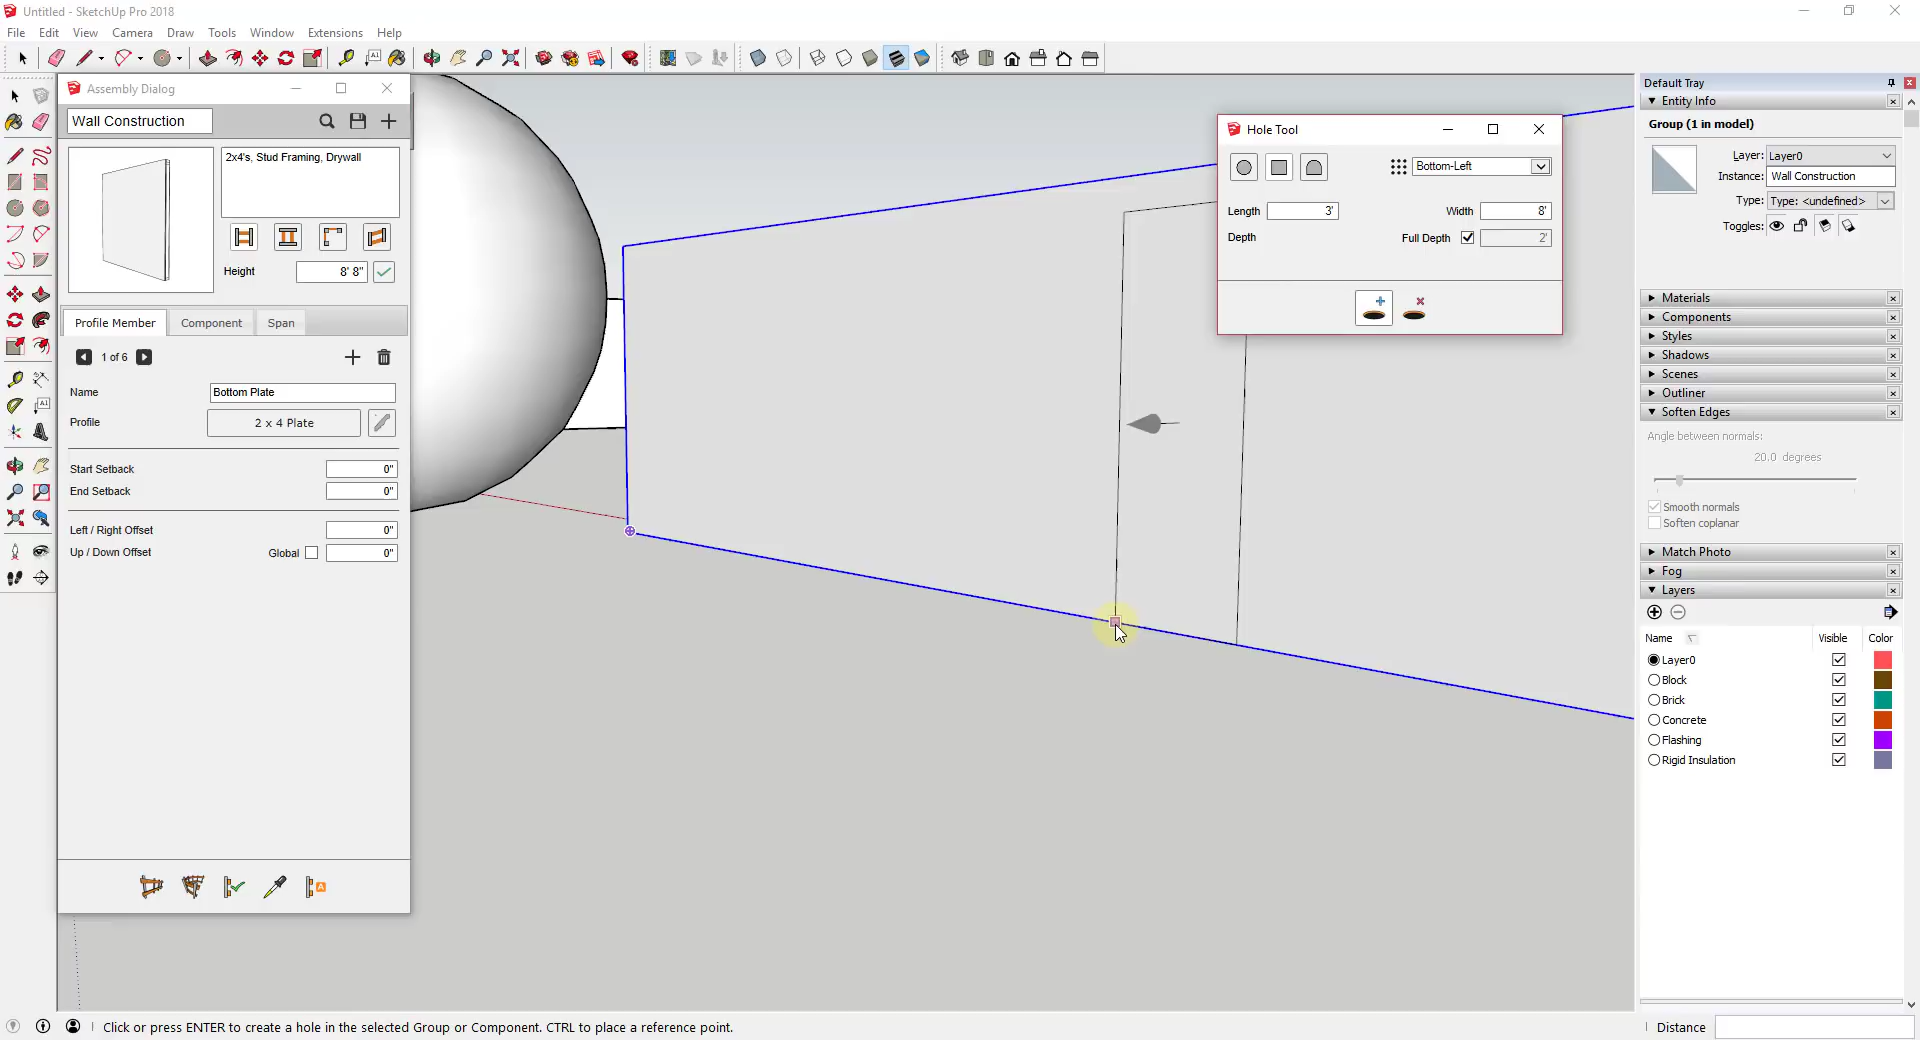 Untitled - SketchUp Pro 2018
File Edit View Camera Draw Tools Window Extensions Help
Assembly Dialog
Wall Construction
2x4's, Stud Framing, Drywall
Height 8' 8"
Profile Member Component Span
1 of 6
Name Bottom Plate
Profile 2 x 4 Plate
Start Setback 0"
End Setback 0"
Left / Right Offset 0"
Up / Down Offset Global 0"
Hole Tool
Bottom-Left
Length 3' Width 8'
Depth Full Depth 2'
Default Tray
Entity Info
Group (1 in model)
Layer: Layer0
Instance: Wall Construction
Type: Type: <undefined>
Toggles:
Materials
Components
Styles
Shadows
Scenes
Outliner
Soften Edges
Angle between normals:
20.0 degrees
Smooth normals
Soften coplanar
Match Photo
Fog
Layers
Name Visible Color
Layer0
Block
Brick
Concrete
Flashing
Rigid Insulation
Click or press ENTER to create a hole in the selected Group or Component. CTRL to place a reference point.
Distance